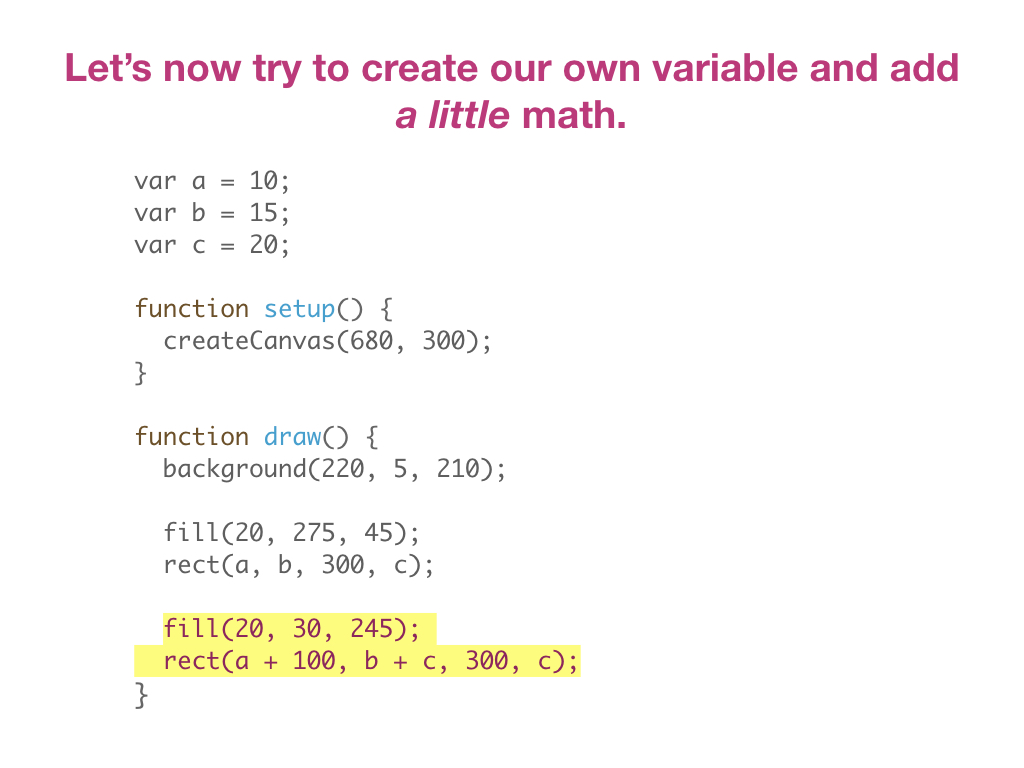 Let’s now try to create our own variable and add
a little math.
var a = 10;
var b = 15;
var c = 20;
function setup() {
createCanvas(680, 300);
}
function draw() {
background(220, 5, 210);
fill(20, 275, 45);
rect(a, b, 300, c);
fill(20, 30, 245);
rect(a + 100, b + c, 300, c);
}